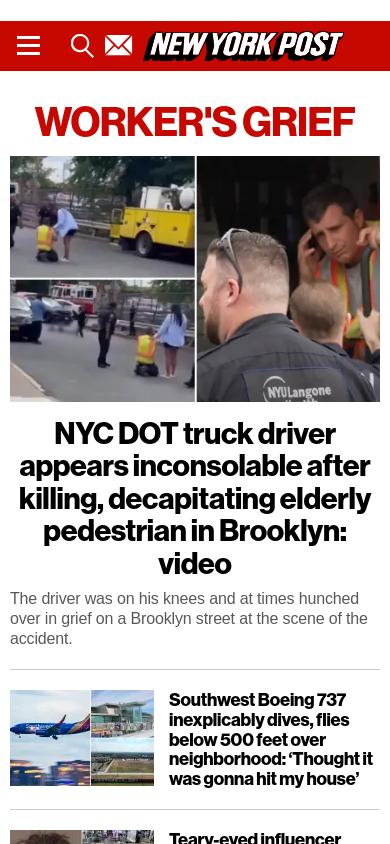 NEW YORK POST
WORKER'S GRIEF
NYU Langone
NYC DOT truck driver
appears inconsolable after
killing, decapitating elderly
pedestrian in Brooklyn:
video
The driver was on his knees and at times hunched
over in grief on a Brooklyn street at the scene of the
accident.
Southwest Boeing 737
inexplicably dives, flies
below 500 feet over
neighborhood: ‘Thought it
was gonna hit my house’
Teary-eyed influencer